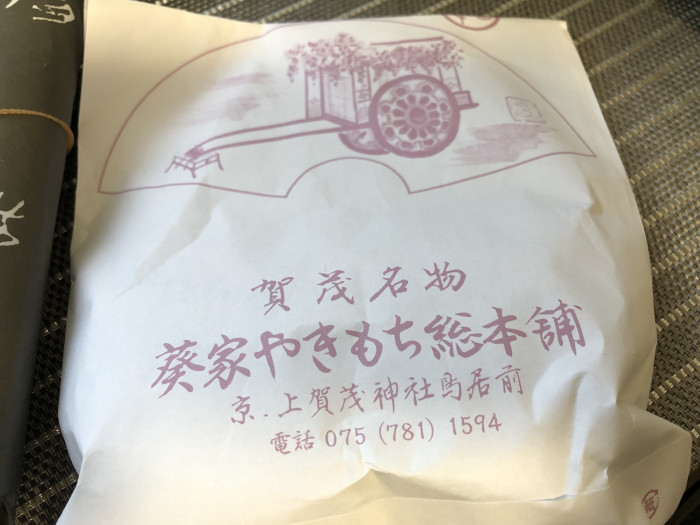 賀茂名物
葵家やきもち総本舗
京･･上賀茂神社鳥居前
電話 075 (781) 1594